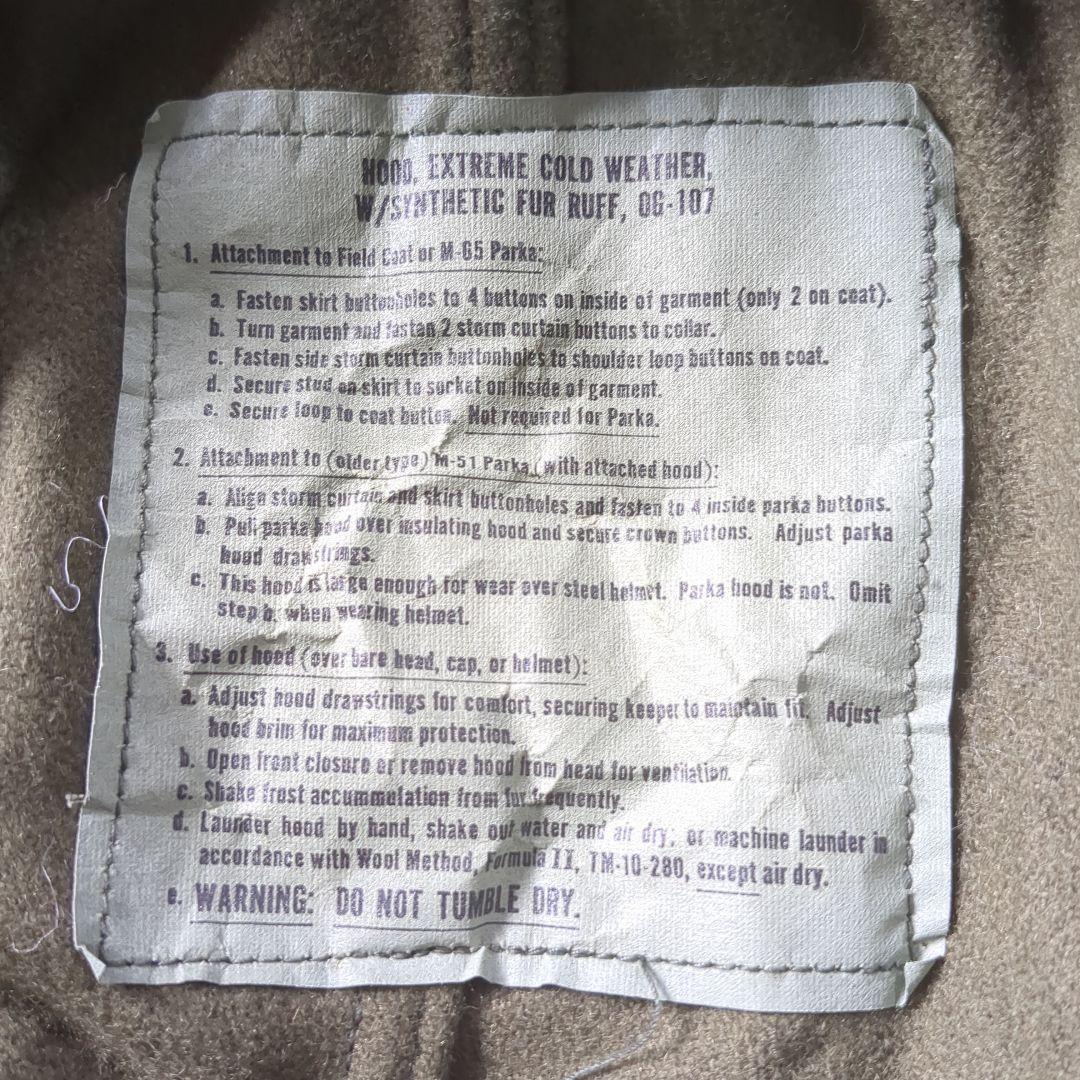 HOOD, EXTREME COLD WEATHER,
W/SYNTHETIC FUR RUFF, OG-107
1. Attachment to Field Coat or M-65 Parka:
a. Fasten skirt buttonholes to 4 buttons on inside of garment (only 2 on coat).
b. Turn garment and fasten 2 storm curtain buttons to collar.
c. Fasten side storm curtain buttonholes to shoulder loop buttons on coat.
d. Secure stud on skirt to socket on inside of garment.
e. Secure loop to coat button. Not required for Parka.
2. Attachment to (older type) M-51 Parka (with attached hood):
a. Align storm curtain and skirt buttonholes and fasten to 4 inside parka buttons.
b. Pull parka hood over insulating hood and secure crown buttons. Adjust parka
hood drawstrings.
c. This hood is large enough for wear over steel helmet. Parka hood is not. Omit
step b. when wearing helmet.
3. Use of hood (over bare head, cap, or helmet):
a. Adjust hood drawstrings for comfort, securing keeper to maintain fit. Adjust
hood brim for maximum protection.
b. Open front closure or remove hood from head for ventilation.
c. Shake frost accummulation from fur frequently.
d. Launder hood by hand, shake out water and air dry; or machine launder in
accordance with Wool Method, Formula II, TM-10-280, except air dry.
e. WARNING: DO NOT TUMBLE DRY.